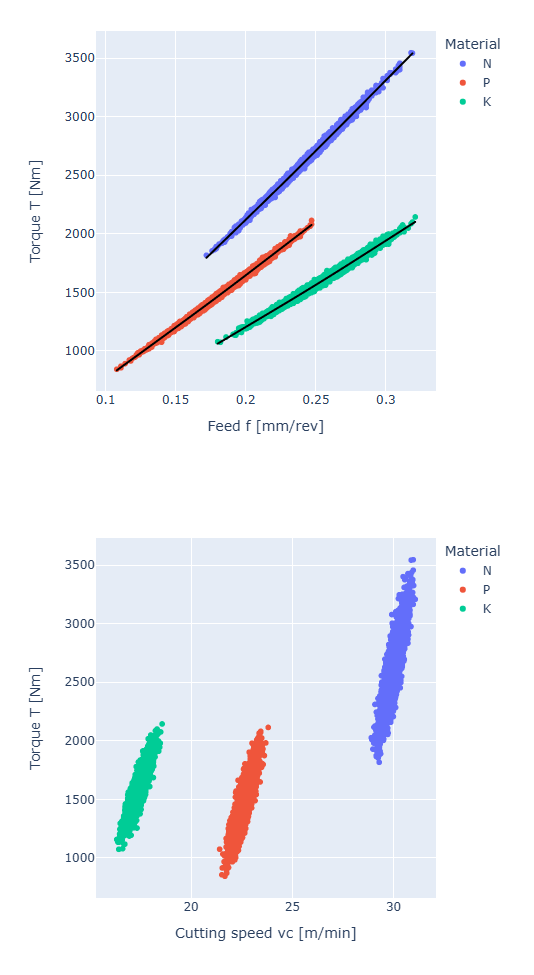 Material
N
P
K
3500
3000
2500
2000
1500
1000
Torque T [Nm]
0.1 0.15 0.2 0.25 0.3
Feed f [mm/rev]
Material
N
P
K
3500
3000
2500
2000
1500
1000
Torque T [Nm]
20 25 30
Cutting speed vc [m/min]